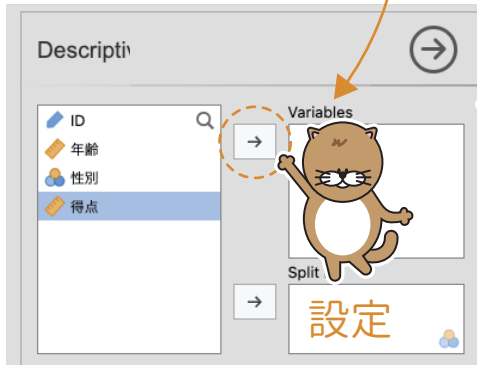 Descripti
Variables
ID
年齢
性別
得点
Split
設定